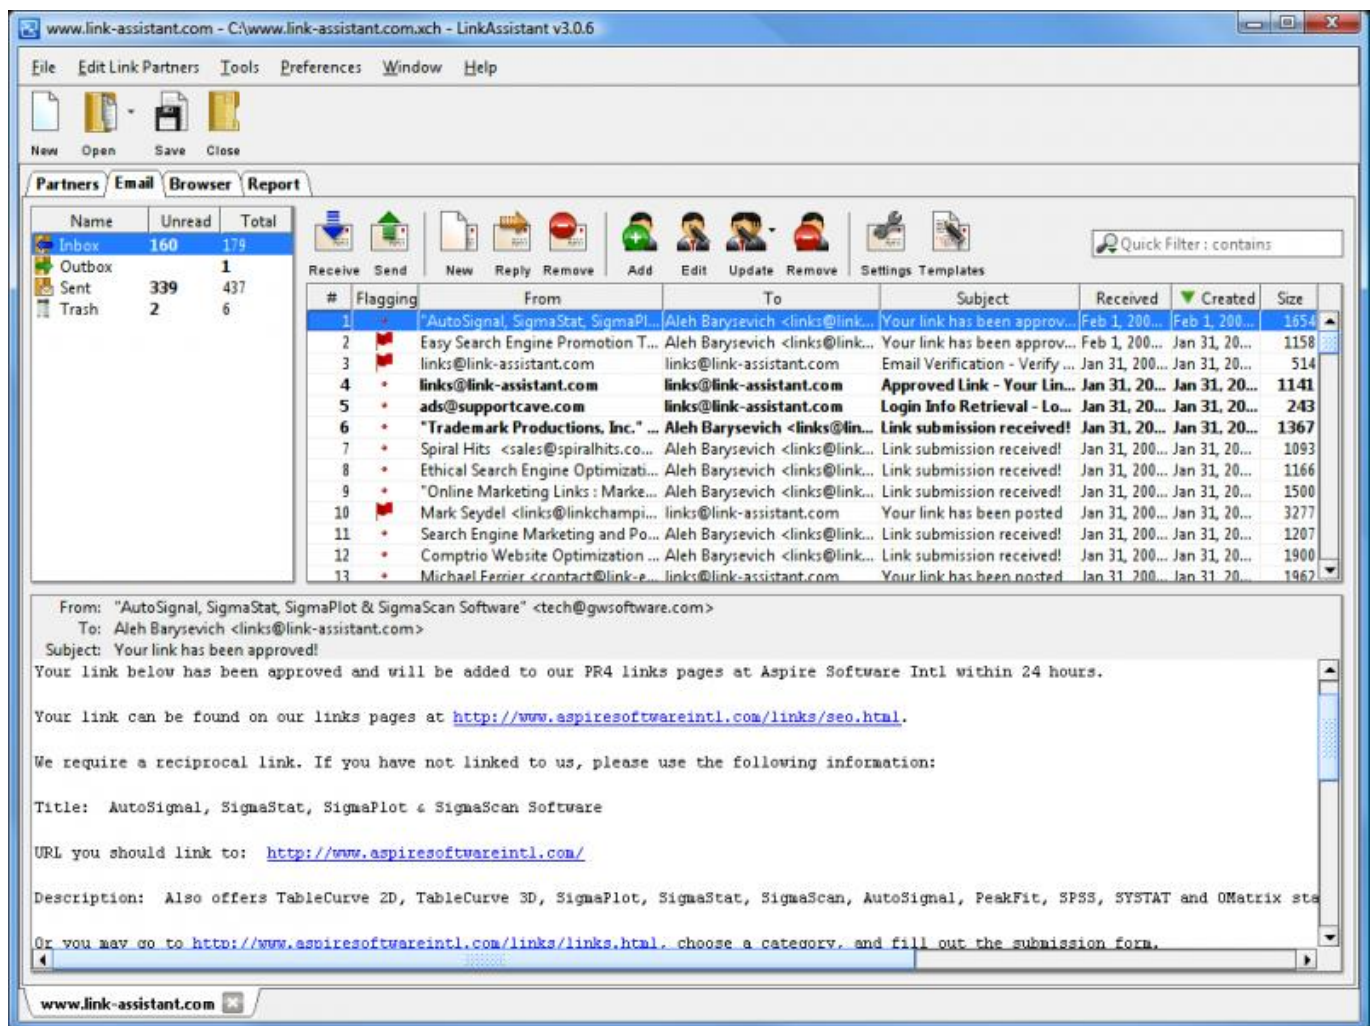 www.link-assistant.com - C:\www.link-assistant.com.xch - LinkAssistant v3.0.6
File Edit Link Partners Tools Preferences Window Help
New Open Save Close
Partners Email Browser Report
Name Unread Total
Inbox 160 179
Outbox 1
Sent 339 437
Trash 2 6
Receive Send New Reply Remove Add Edit Update Remove Settings Templates
Quick Filter : contains
# Flagging From To Subject Received Created Size
1 "AutoSignal, SigmaStat, SigmaPl... Aleh Barysevich <links@link... Your link has been approv... Feb 1, 200... Feb 1, 200... 1654
2 Easy Search Engine Promotion T... Aleh Barysevich <links@link... Your link has been approv... Feb 1, 200... Jan 31, 20... 1158
3 links@link-assistant.com links@link-assistant.com Email Verification - Verify ... Jan 31, 200... Jan 31, 20... 514
4 links@link-assistant.com links@link-assistant.com Approved Link - Your Lin... Jan 31, 20... Jan 31, 20... 1141
5 ads@supportcave.com links@link-assistant.com Login Info Retrieval - Lo... Jan 31, 20... Jan 31, 20... 243
6 "Trademark Productions, Inc." ... Aleh Barysevich <links@lin... Link submission received! Jan 31, 20... Jan 31, 20... 1367
7 Spiral Hits <sales@spiralhits.co... Aleh Barysevich <links@link... Link submission received! Jan 31, 200... Jan 31, 20... 1093
8 Ethical Search Engine Optimizati... Aleh Barysevich <links@link... Link submission received! Jan 31, 200... Jan 31, 20... 1166
9 "Online Marketing Links : Marke... Aleh Barysevich <links@link... Link submission received! Jan 31, 200... Jan 31, 20... 1500
10 Mark Seydel <links@linkchampi... links@link-assistant.com Your link has been posted Jan 31, 200... Jan 31, 20... 3277
11 Search Engine Marketing and Po... Aleh Barysevich <links@link... Link submission received! Jan 31, 200... Jan 31, 20... 1207
12 Comptrio Website Optimization ... Aleh Barysevich <links@link... Link submission received! Jan 31, 200... Jan 31, 20... 1900
13 Michael Ferrier <contact@link-e... links@link-assistant.com Your link has been posted Jan 31, 200... Jan 31, 20... 1962
From: "AutoSignal, SigmaStat, SigmaPlot & SigmaScan Software" <tech@gwsoftware.com>
To: Aleh Barysevich <links@link-assistant.com>
Subject: Your link has been approved!
Your link below has been approved and will be added to our PR4 links pages at Aspire Software Intl within 24 hours.
Your link can be found on our links pages at http://www.aspiresoftwareintl.com/links/seo.html.
We require a reciprocal link. If you have not linked to us, please use the following information:
Title: AutoSignal, SigmaStat, SigmaPlot & SigmaScan Software
URL you should link to: http://www.aspiresoftwareintl.com/
Description: Also offers TableCurve 2D, TableCurve 3D, SigmaPlot, SigmaStat, SigmaScan, AutoSignal, PeakFit, SPSS, SYSTAT and OMatrix sta
Or you may go to http://www.aspiresoftwareintl.com/links/links.html, choose a category, and fill out the submission form.
www.link-assistant.com